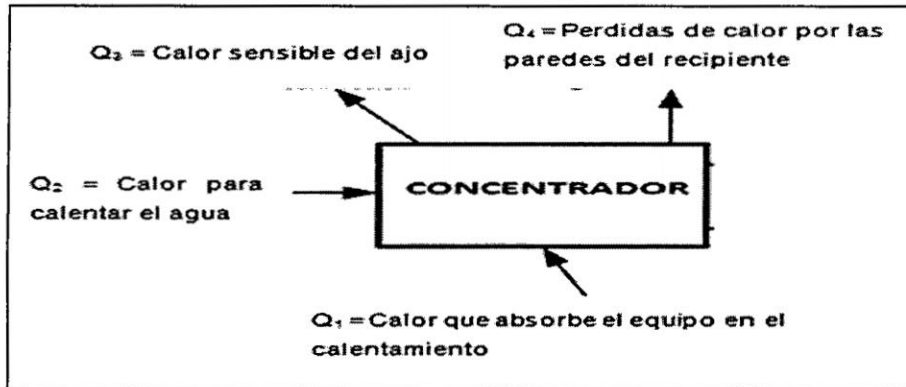 Q₃ = Calor sensible del ajo
Q₄ = Perdidas de calor por las
paredes del recipiente
Q₂ = Calor para
calentar el agua
CONCENTRADOR
Q₁ = Calor que absorbe el equipo en el
calentamiento